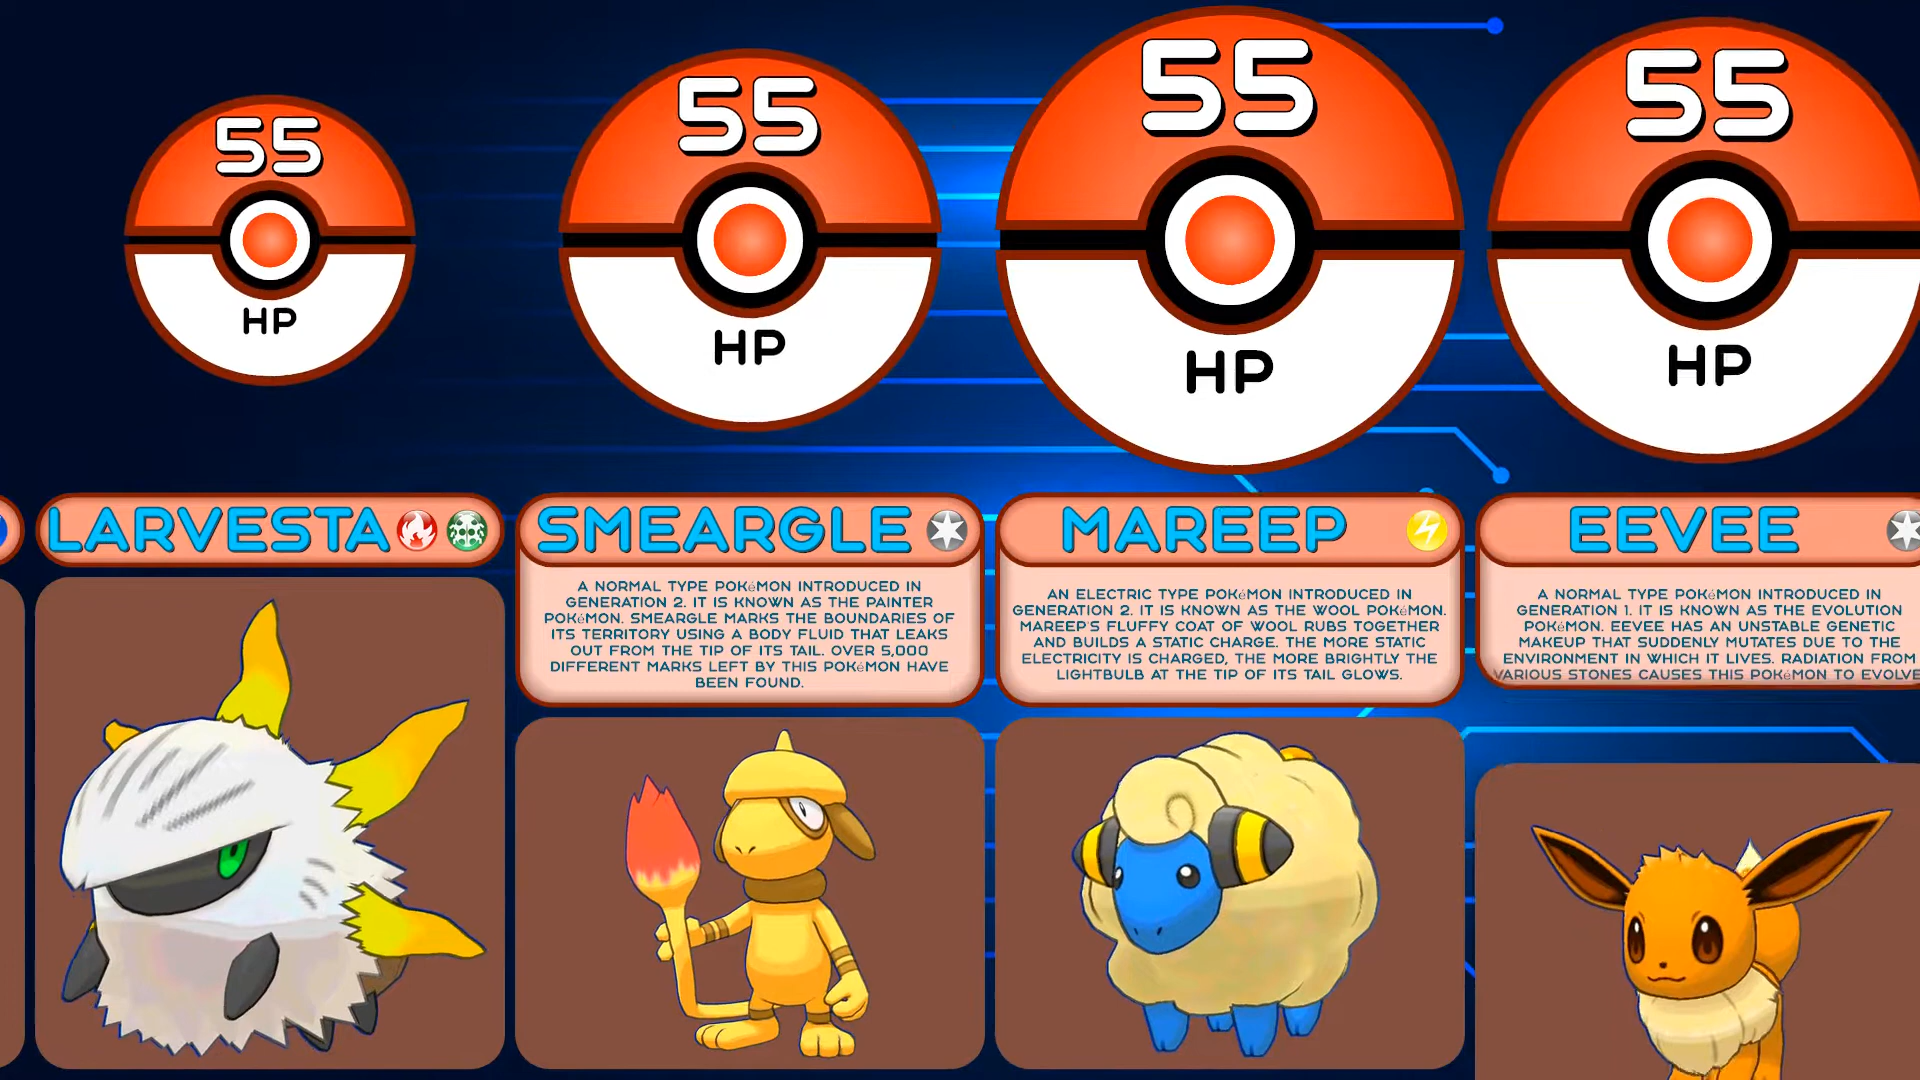 55
HP
55
HP
55
HP
55
HP
LARVESTA
SMEARGLE
A NORMAL TYPE POKéMON INTRODUCED IN
GENERATION 2. IT IS KNOWN AS THE PAINTER
POKéMON. SMEARGLE MARKS THE BOUNDARIES OF
ITS TERRITORY USING A BODY FLUID THAT LEAKS
OUT FROM THE TIP OF ITS TAIL. OVER 5,000
DIFFERENT MARKS LEFT BY THIS POKéMON HAVE
BEEN FOUND.
MAREEP
AN ELECTRIC TYPE POKéMON INTRODUCED IN
GENERATION 2. IT IS KNOWN AS THE WOOL POKéMON.
MAREEP'S FLUFFY COAT OF WOOL RUBS TOGETHER
AND BUILDS A STATIC CHARGE. THE MORE STATIC
ELECTRICITY IS CHARGED, THE MORE BRIGHTLY THE
LIGHTBULB AT THE TIP OF ITS TAIL GLOWS.
EEVEE
A NORMAL TYPE POKéMON INTRODUCED IN
GENERATION 1. IT IS KNOWN AS THE EVOLUTION
POKéMON. EEVEE HAS AN UNSTABLE GENETIC
MAKEUP THAT SUDDENLY MUTATES DUE TO THE
ENVIRONMENT IN WHICH IT LIVES. RADIATION FROM
VARIOUS STONES CAUSES THIS POKéMON TO EVOLVE